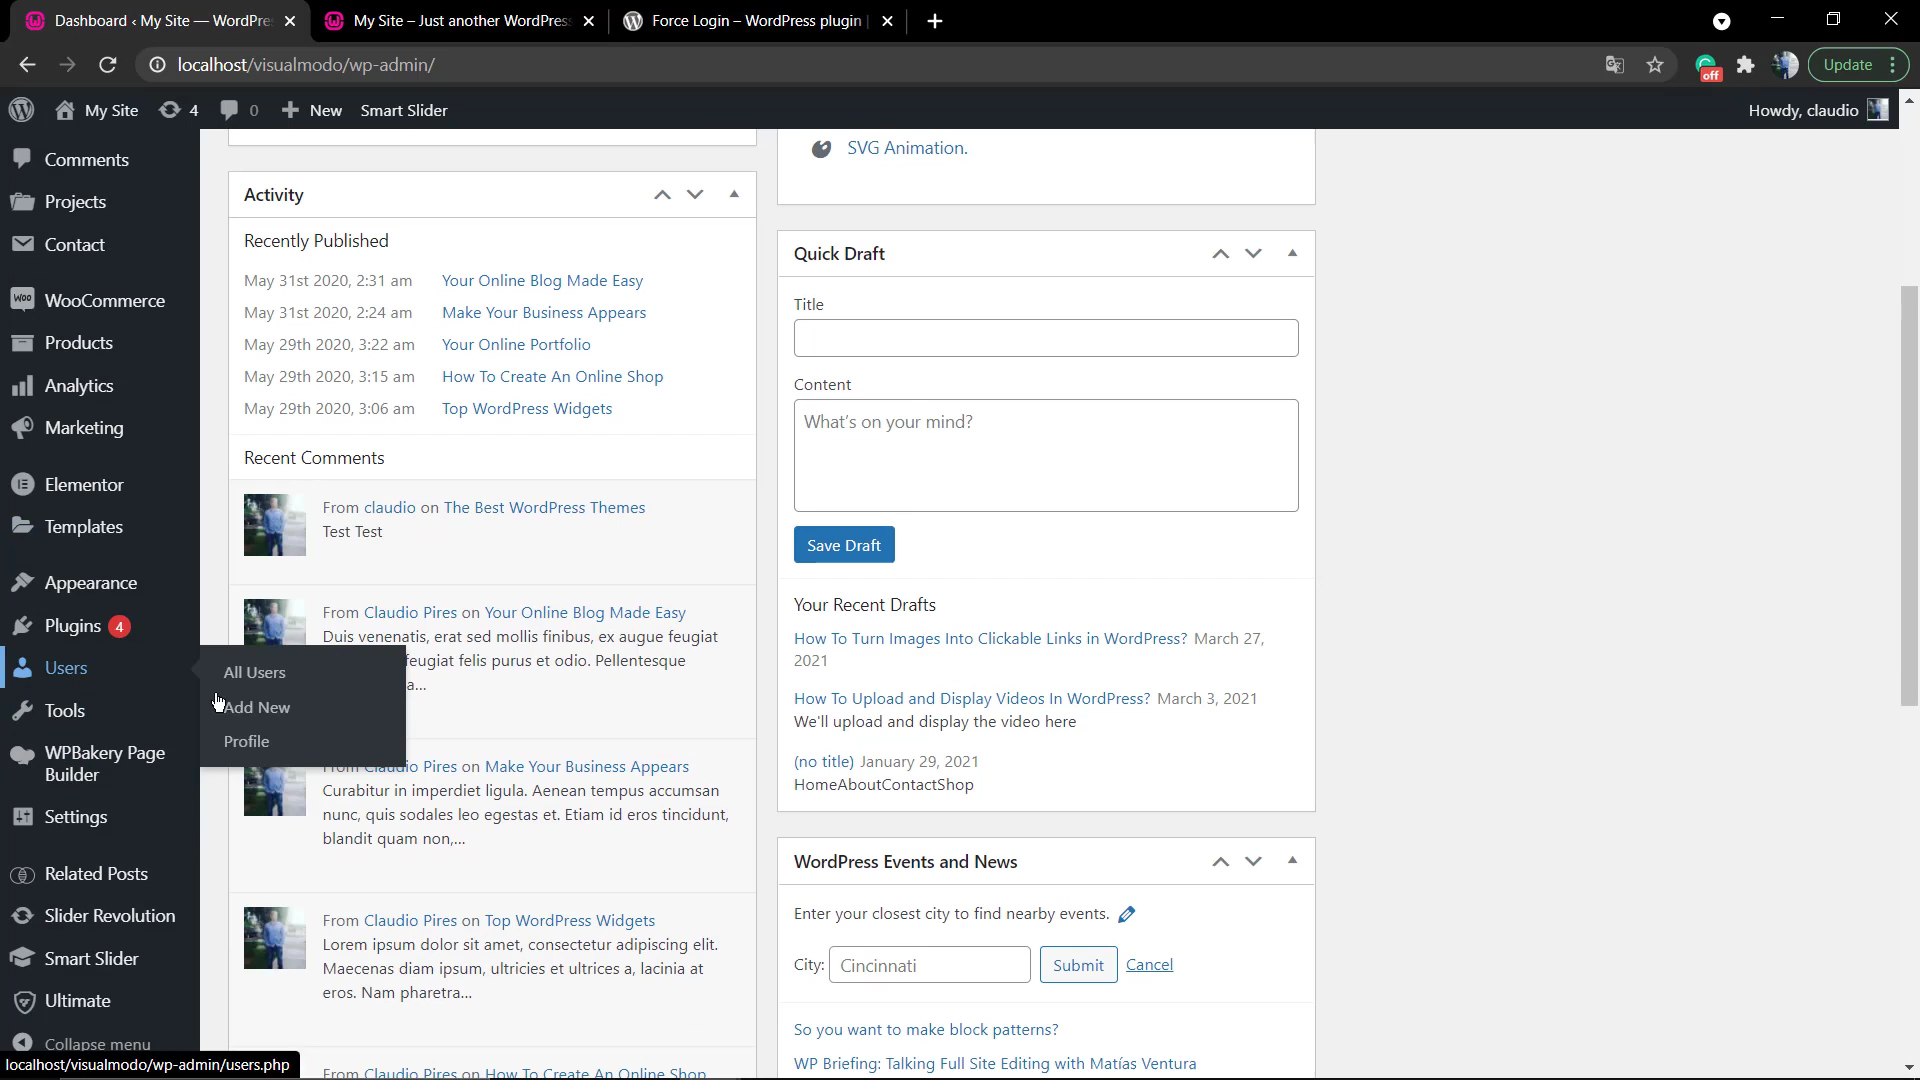 Dashboard ‹ My Site — WordPre
My Site – Just another WordPress
Force Login – WordPress plugin
localhost/visualmodo/wp-admin/
off
Update
My Site
4
0
New
Smart Slider
Howdy, claudio
Comments
Projects
Contact
Woo
WooCommerce
Products
Analytics
Marketing
Elementor
Templates
Appearance
Plugins 4
Users
Tools
WPBakery Page
Builder
Settings
Related Posts
Slider Revolution
Smart Slider
Ultimate
Collapse menu
All Users
Add New
Profile
localhost/visualmodo/wp-admin/users.php
Activity
Recently Published
May 31st 2020, 2:31 am Your Online Blog Made Easy
May 31st 2020, 2:24 am Make Your Business Appears
May 29th 2020, 3:22 am Your Online Portfolio
May 29th 2020, 3:15 am How To Create An Online Shop
May 29th 2020, 3:06 am Top WordPress Widgets
Recent Comments
From claudio on The Best WordPress Themes
Test Test
From Claudio Pires on Your Online Blog Made Easy
Duis venenatis, erat sed mollis finibus, ex augue feugiat
feugiat felis purus et odio. Pellentesque
a...
From Claudio Pires on Make Your Business Appears
Curabitur in imperdiet ligula. Aenean tempus accumsan
nunc, quis sodales leo egestas et. Etiam id eros tincidunt,
blandit quam non,...
From Claudio Pires on Top WordPress Widgets
Lorem ipsum dolor sit amet, consectetur adipiscing elit.
Maecenas diam ipsum, ultricies et ultrices a, lacinia at
eros. Nam pharetra...
From Claudio Pires on How To Create An Online Shop
SVG Animation.
Quick Draft
Title
Content
What's on your mind?
Save Draft
Your Recent Drafts
How To Turn Images Into Clickable Links in WordPress? March 27,
2021
How To Upload and Display Videos In WordPress? March 3, 2021
We'll upload and display the video here
(no title) January 29, 2021
HomeAboutContactShop
WordPress Events and News
Enter your closest city to find nearby events.
City: Cincinnati Submit Cancel
So you want to make block patterns?
WP Briefing: Talking Full Site Editing with Matías Ventura